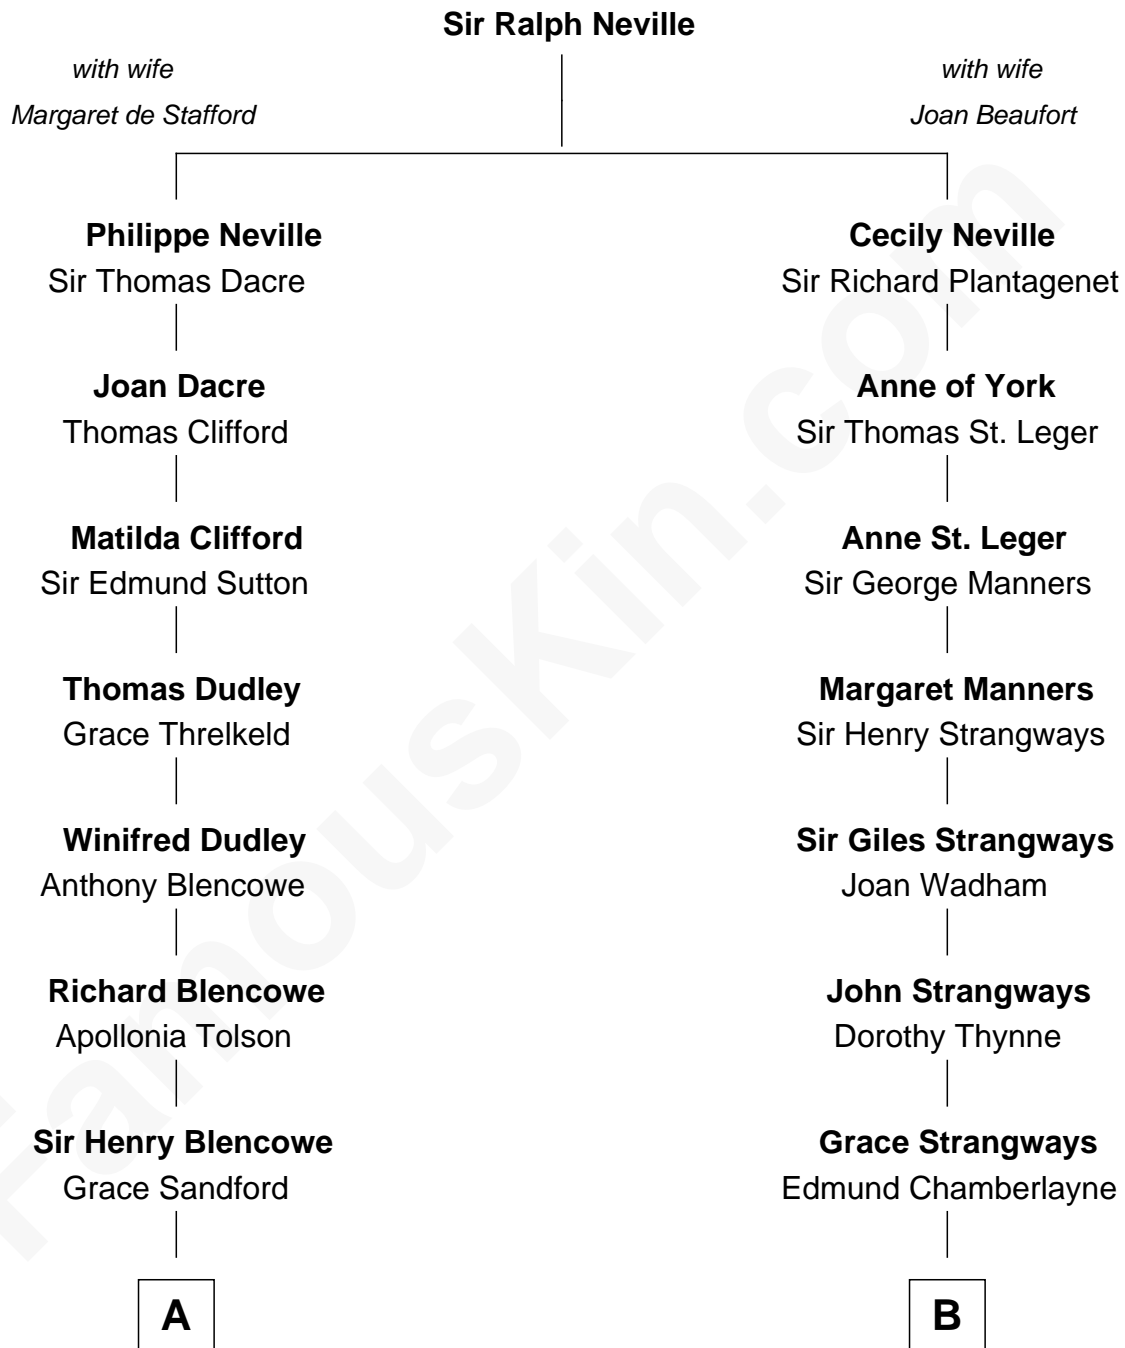 Sir Ralph Neville
with wife
Margaret de Stafford
with wife
Joan Beaufort
Philippe Neville
Sir Thomas Dacre
Cecily Neville
Sir Richard Plantagenet
Joan Dacre
Thomas Clifford
Anne of York
Sir Thomas St. Leger
Matilda Clifford
Sir Edmund Sutton
Anne St. Leger
Sir George Manners
Thomas Dudley
Grace Threlkeld
Margaret Manners
Sir Henry Strangways
Winifred Dudley
Anthony Blencowe
Sir Giles Strangways
Joan Wadham
Richard Blencowe
Apollonia Tolson
John Strangways
Dorothy Thynne
Sir Henry Blencowe
Grace Sandford
Grace Strangways
Edmund Chamberlayne
A
B
FamousKin.com